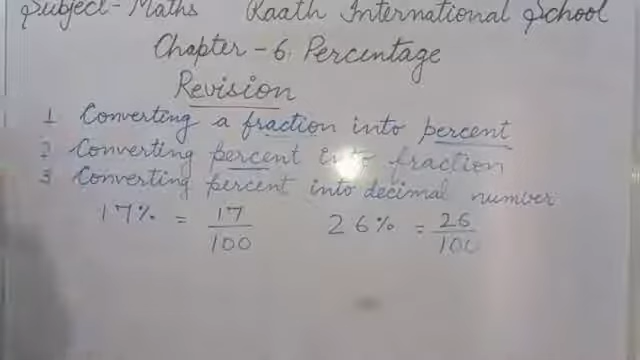 Subject - Maths Raath International School
Chapter - 6 Percentage
Revision
1 Converting a fraction into percent
2 Converting percent into fraction
3 Converting percent into decimal number
17% = 17/100 26% = 26/100